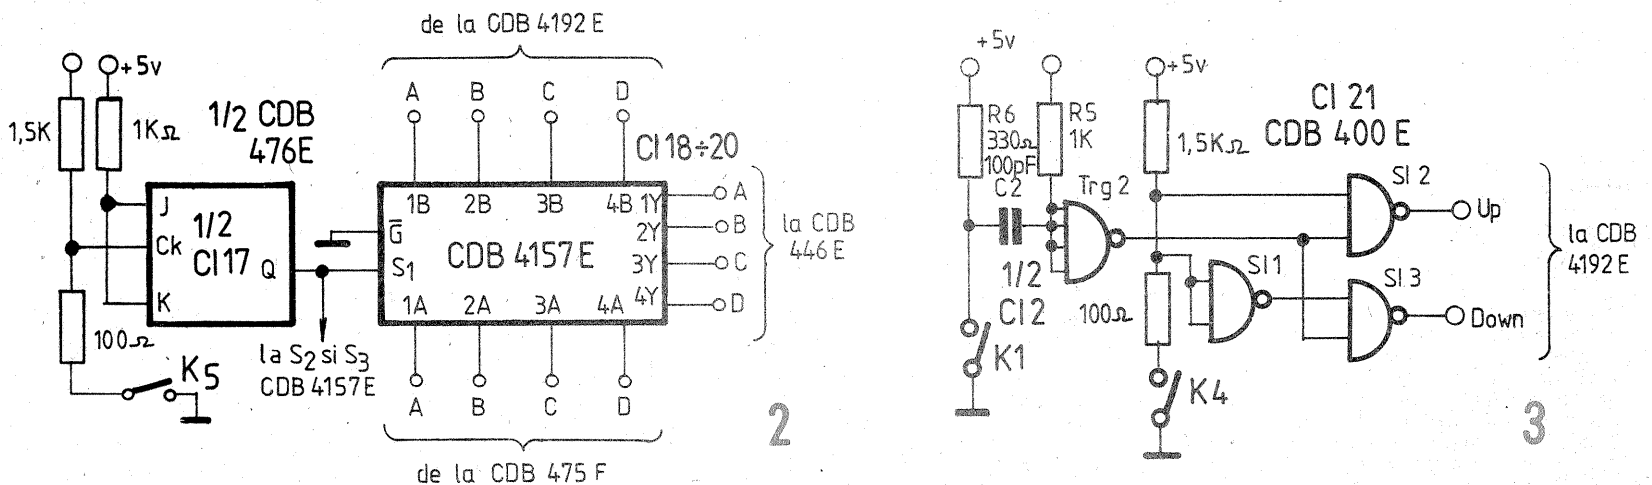 de la CDB 4192 E
A B C D
+5v
1,5K
1KΩ
1/2 CDB
476E
CI 18÷20
J
Ck
K
1/2
CI 17
Q
1B 2B 3B 4B
1Y
2Y
3Y
4Y
G
S1
CDB 4157 E
1A 2A 3A 4A
A
B
C
D
la CDB
446 E
100Ω
K5
la S2 si S3
CDB 4157E
A B C D
de la CDB 475 F
2
+5v
+5v
R6
330Ω
100pF
C2
R5
1K
Trg 2
1,5KΩ
CI 21
CDB 400 E
SI 2
Up
SI 1
SI 3
Down
la CDB
4192 E
1/2
CI 2
100Ω
K1
K4
3